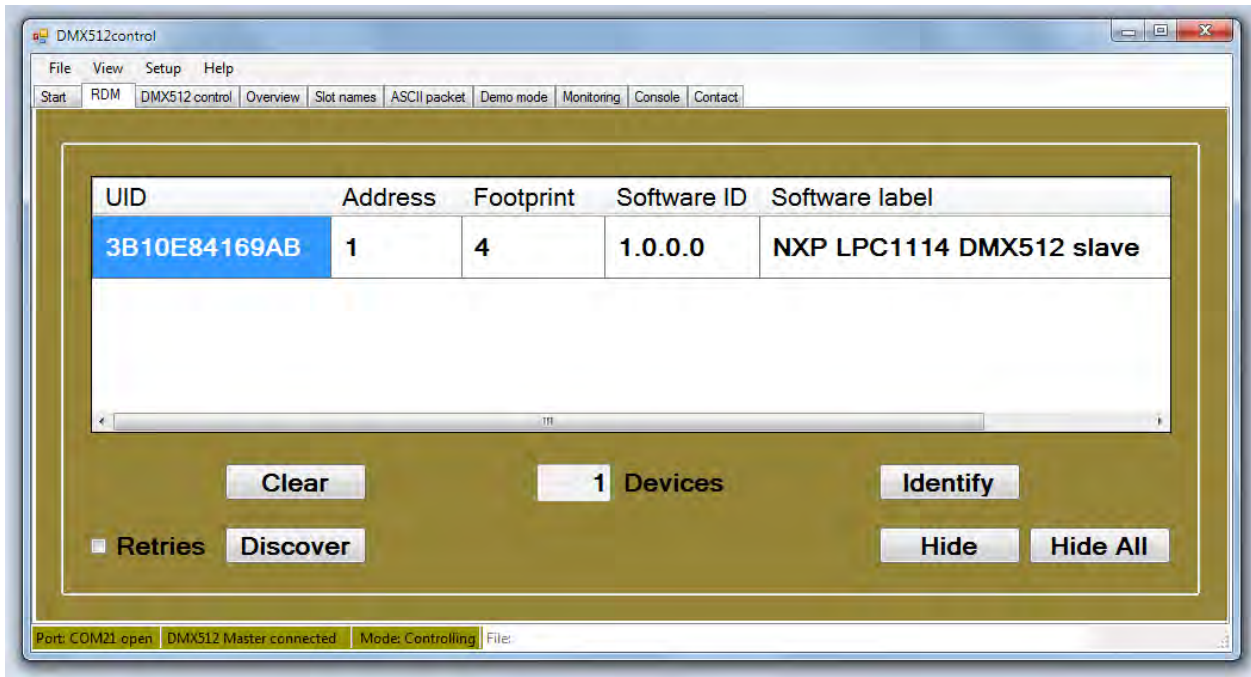 DMX512control
File View Setup Help
Start RDM DMX512 control Overview Slot names ASCII packet Demo mode Monitoring Console Contact
UID Address Footprint Software ID Software label
3B10E84169AB 1 4 1.0.0.0 NXP LPC1114 DMX512 slave
Clear 1 Devices Identify
Retries Discover Hide Hide All
Port: COM21 open DMX512 Master connected Mode: Controlling File: